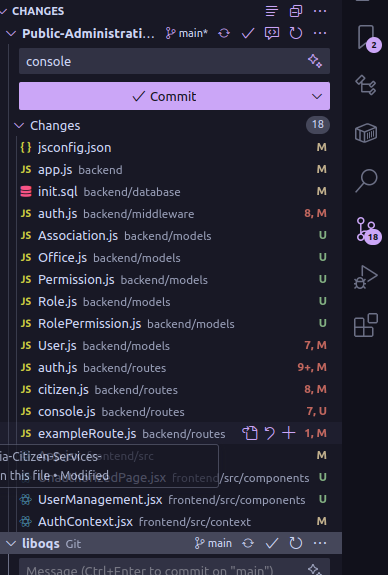 CHANGES
Public-Administrati... main*
console
Commit
Changes 18
{ } jsconfig.json M
JS app.js backend M
init.sql backend/database M
JS auth.js backend/middleware 8, M
JS Association.js backend/models U
JS Office.js backend/models U
JS Permission.js backend/models U
JS Role.js backend/models U
JS RolePermission.js backend/models U
JS User.js backend/models 7, M
JS auth.js backend/routes 9+, M
JS citizen.js backend/routes 8, M
JS console.js backend/routes 7, U
JS exampleRoute.js backend/routes 1, M
ia-Citizen-Services- frontend/src M
n this file • Modified frontend/src/components U
UserManagement.jsx frontend/src/components U
AuthContext.jsx frontend/src/context M
liboqs Git main
Message (Ctrl+Enter to commit on "main")
2
18